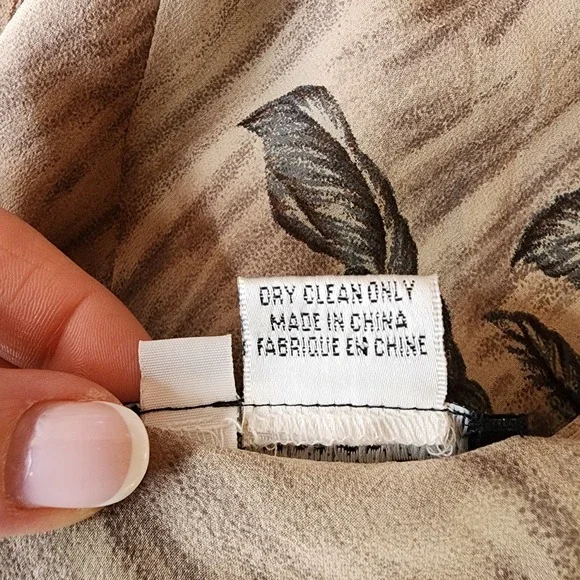 DRY CLEAN ONLY
MADE IN CHINA
FABRIQUE EN CHINE